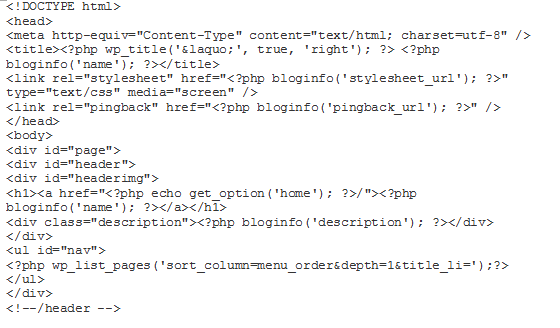 <!DOCTYPE html>
<head>
<meta http-equiv="Content-Type" content="text/html; charset=utf-8" />
<title><?php wp_title('&laquo;', true, 'right'); ?> <?php
bloginfo('name'); ?></title>
<link rel="stylesheet" href="<?php bloginfo('stylesheet_url'); ?>"
type="text/css" media="screen" />
<link rel="pingback" href="<?php bloginfo('pingback_url'); ?>" />
</head>
<body>
<div id="page">
<div id="header">
<div id="headerimg">
<h1><a href="<?php echo get_option('home'); ?>/"><?php
bloginfo('name'); ?></a></h1>
<div class="description"><?php bloginfo('description'); ?></div>
</div>
<ul id="nav">
<?php wp_list_pages('sort_column=menu_order&depth=1&title_li=');?>
</ul>
</div>
<!--/header -->